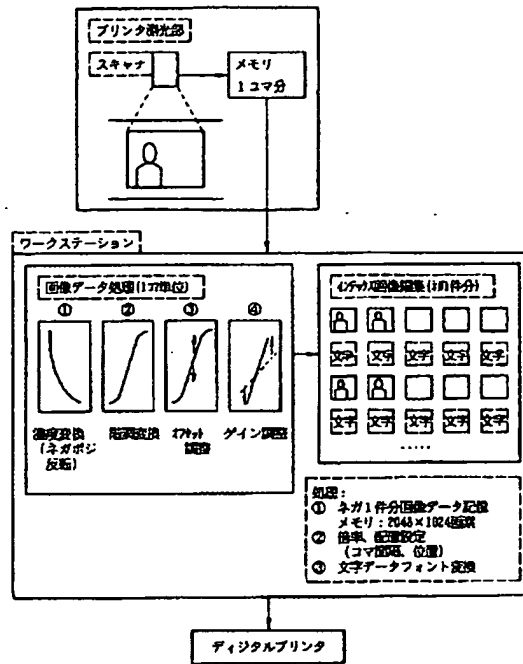 プリンタ測光部
スキャナ
メモリ
1コマ分
ワークステーション
画像データ処理(1コマ単位)
① ② ③ ④
濃度変換
(ネガポジ
反転)
階調変換
オフセット
調整
ゲイン調整
インデックス画像編集(ネガ1件分)
文字 文字 文字 文字 文字
文字 文字 文字 文字 文字
.....
処理:
① ネガ1件分画像データ記憶
メモリ:2048×1024画素
② 倍率、配置設定
(コマ間隔、位置)
③ 文字データフォント変換
ディジタルプリンタ